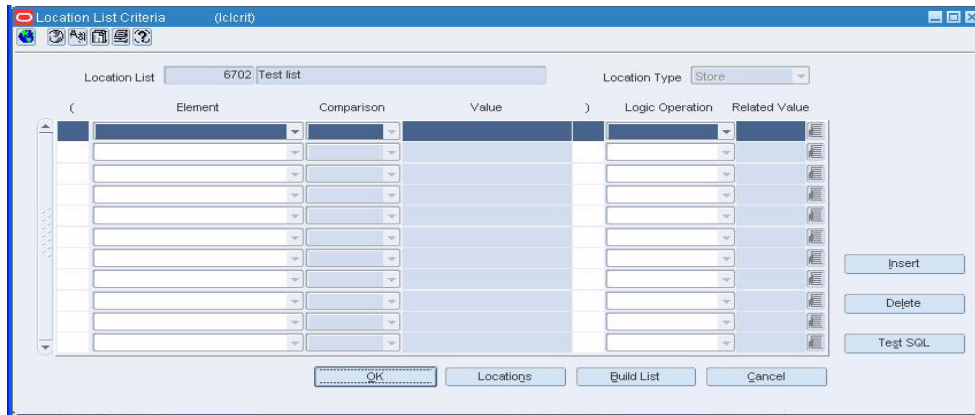 Location List Criteria (lclcrit)
Location List 6702 Test list Location Type Store
( Element Comparison Value ) Logic Operation Related Value
Insert
Delete
Test SQL
OK Locations Build List Cancel